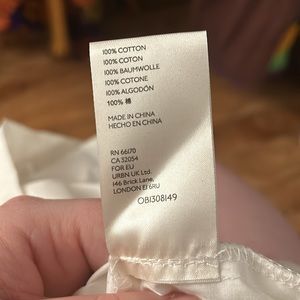 100% COTTON
100% COTON
100% BAUMWOLLE
100% COTONE
100% ALGODÓN
100% 棉
MADE IN CHINA
HECHO EN CHINA
RN 66170
CA 32054
FOR EU
URBN UK Ltd.
146 Brick Lane,
LONDON E1 6RU
OB1308149